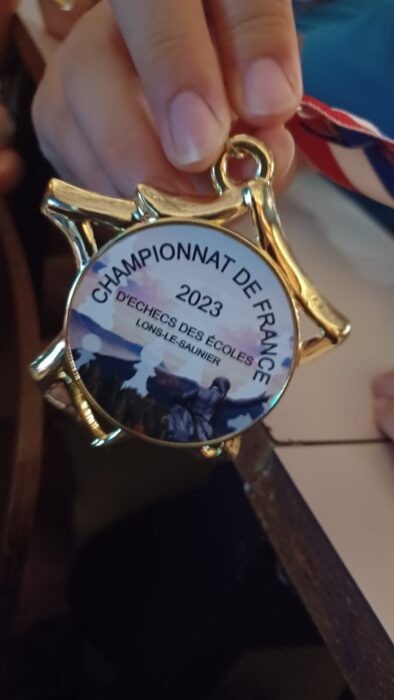 CHAMPIONNAT DE FRANCE
2023
D'ECHECS DES ÉCOLES
LONS-LE-SAUNIER